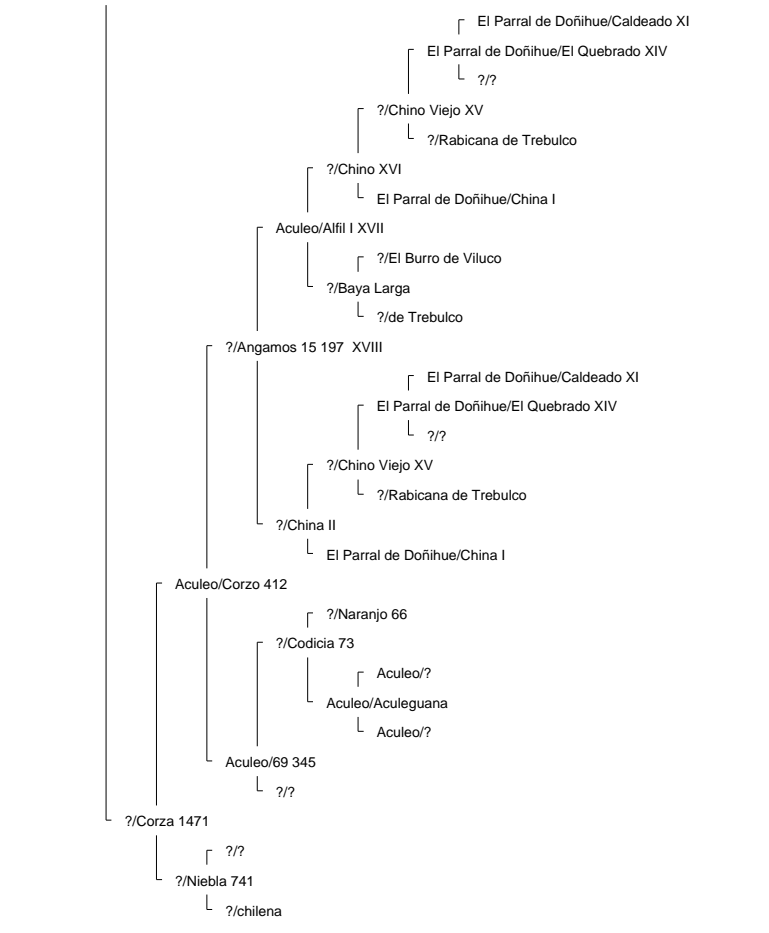 El Parral de Doñihue/Caldeado XI
El Parral de Doñihue/El Quebrado XIV
?/?
?/Chino Viejo XV
?/Rabicana de Trebulco
?/Chino XVI
El Parral de Doñihue/China I
Aculeo/Alfil I XVII
?/El Burro de Viluco
?/Baya Larga
?/de Trebulco
?/Angamos 15 197 XVIII
El Parral de Doñihue/Caldeado XI
El Parral de Doñihue/El Quebrado XIV
?/?
?/Chino Viejo XV
?/Rabicana de Trebulco
?/China II
El Parral de Doñihue/China I
Aculeo/Corzo 412
?/Naranjo 66
?/Codicia 73
Aculeo/?
Aculeo/Aculeguana
Aculeo/?
Aculeo/69 345
?/?
?/Corza 1471
?/?
?/Niebla 741
?/chilena